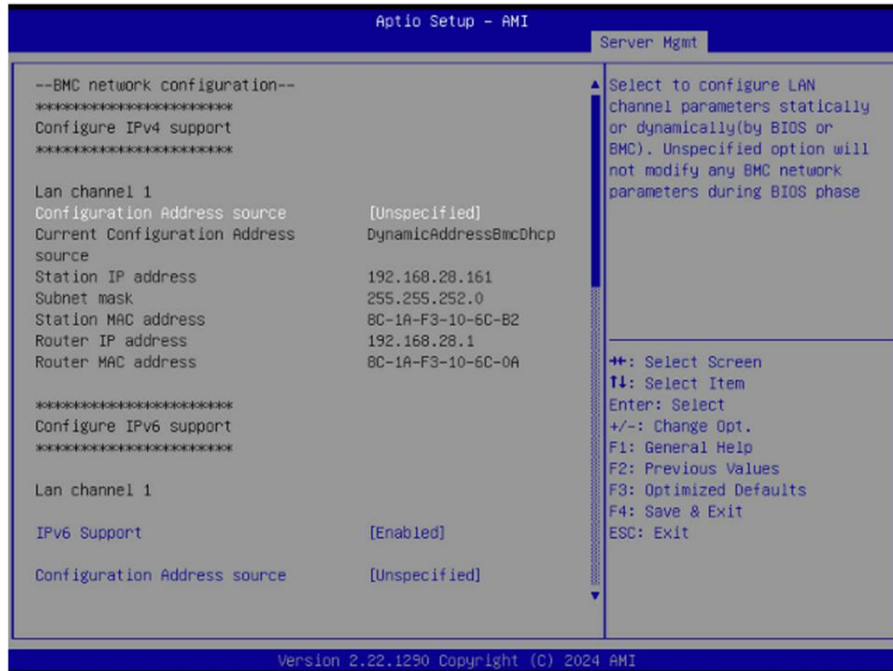 Aptio Setup – AMI
Server Mgmt
--BMC network configuration--
***********************
Configure IPv4 support
***********************
Lan channel 1
Configuration Address source [Unspecified]
Current Configuration Address DynamicAddressBmcDhcp
source
Station IP address 192.168.28.161
Subnet mask 255.255.252.0
Station MAC address 8C-1A-F3-10-6C-B2
Router IP address 192.168.28.1
Router MAC address 8C-1A-F3-10-6C-0A
***********************
Configure IPv6 support
***********************
Lan channel 1
IPv6 Support [Enabled]
Configuration Address source [Unspecified]
Select to configure LAN
channel parameters statically
or dynamically(by BIOS or
BMC). Unspecified option will
not modify any BMC network
parameters during BIOS phase
→←: Select Screen
↑↓: Select Item
Enter: Select
+/-: Change Opt.
F1: General Help
F2: Previous Values
F3: Optimized Defaults
F4: Save & Exit
ESC: Exit
Version 2.22.1290 Copyright (C) 2024 AMI